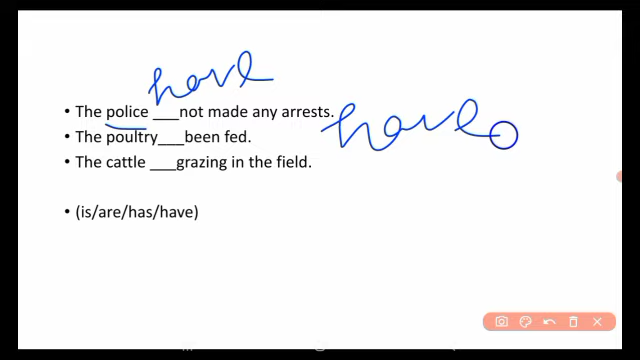 have
• The police ___not made any arrests.
have
• The poultry___been fed.
• The cattle ___grazing in the field.
• (is/are/has/have)